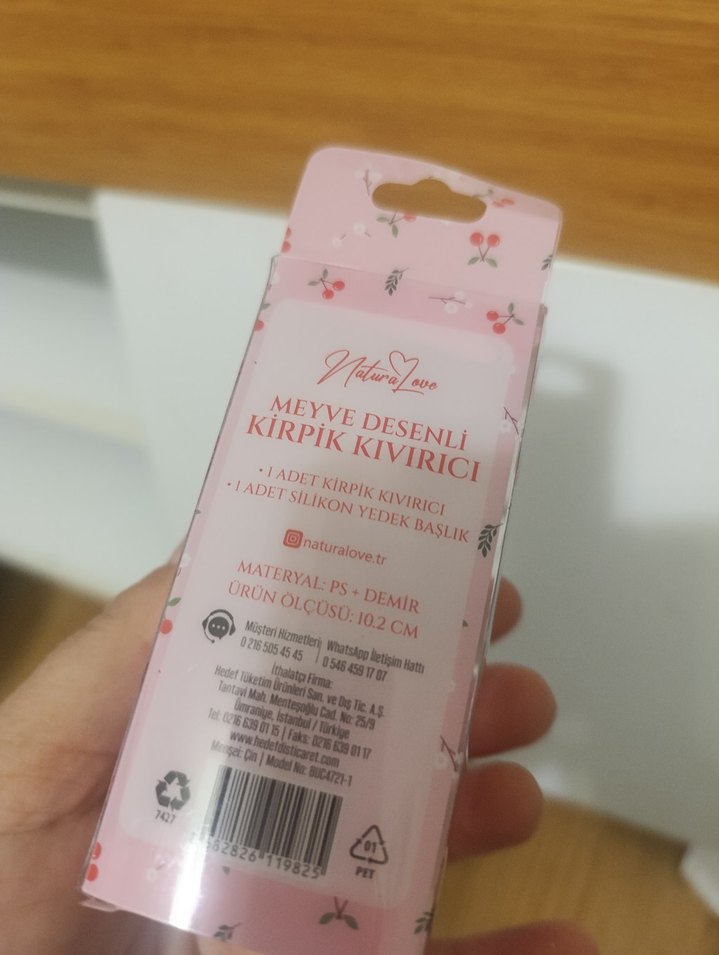 NaturaLove
MEYVE DESENLİ
KİRPİK KIVIRICI
• 1 ADET KİRPİK KIVIRICI
• 1 ADET SİLİKON YEDEK BAŞLIK
naturalove.tr
MATERYAL: PS + DEMİR
ÜRÜN ÖLÇÜSÜ: 10.2 CM
Müşteri Hizmetleri
0 216 505 45 45
WhatsApp İletişim Hattı
0 546 459 17 07
İthalatçı Firma:
Hedef Tüketim Ürünleri San. ve Dış Tic. A.Ş.
Tantavi Mah. Menteşoğlu Cad. No: 25/9
Ümraniye, İstanbul / Türkiye
Tel: 0216 639 01 15 | Faks: 0216 639 01 17
www.hedefdisticaret.com
Menşei: Çin | Model No: BUC4721-1
7427
682826 119825
01
PET